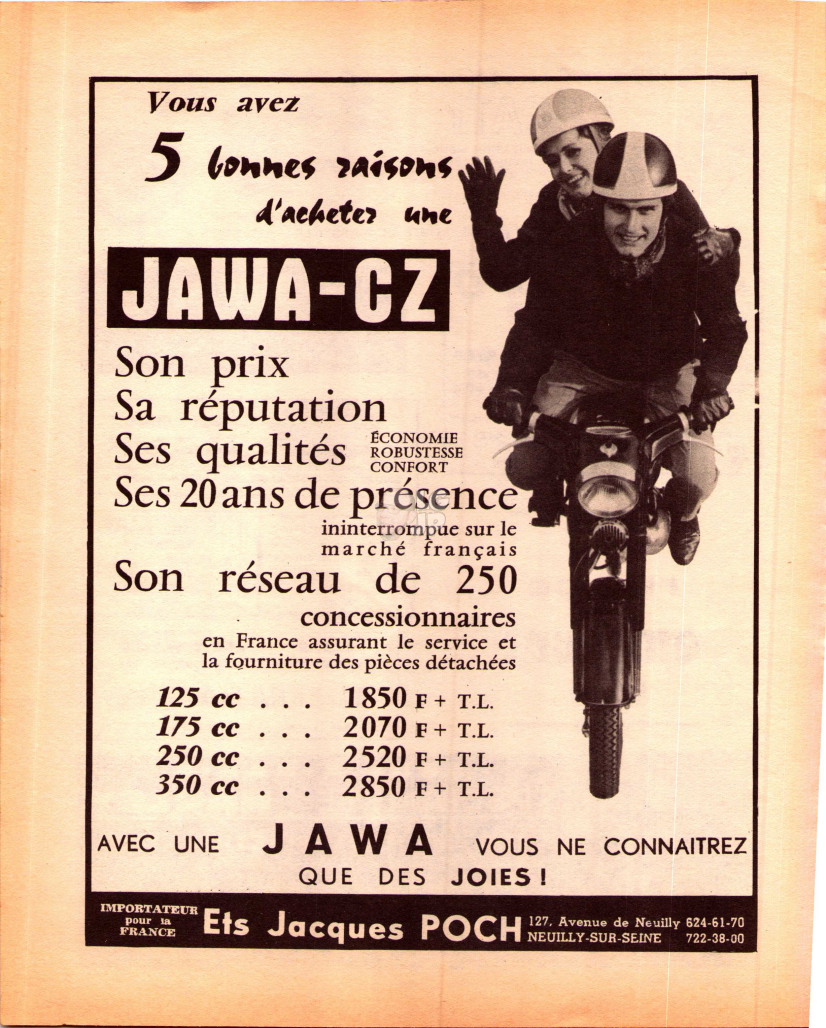 Vous avez
5 bonnes raisons
d'acheter une
JAWA-CZ
Son prix
Sa réputation
Ses qualités
ÉCONOMIE
ROBUSTESSE
CONFORT
Ses 20 ans de présence
ininterrompue sur le
marché français
Son réseau de 250
concessionnaires
en France assurant le service et
la fourniture des pièces détachées
125 cc . . . 1850 F + T.L.
175 cc . . . 2070 F + T.L.
250 cc . . . 2520 F + T.L.
350 cc . . . 2850 F + T.L.
AVEC UNE JAWA VOUS NE CONNAITREZ
QUE DES JOIES !
IMPORTATEUR
pour la
FRANCE
Ets Jacques POCH
127, Avenue de Neuilly 624-61-70
NEUILLY-SUR-SEINE 722-38-00